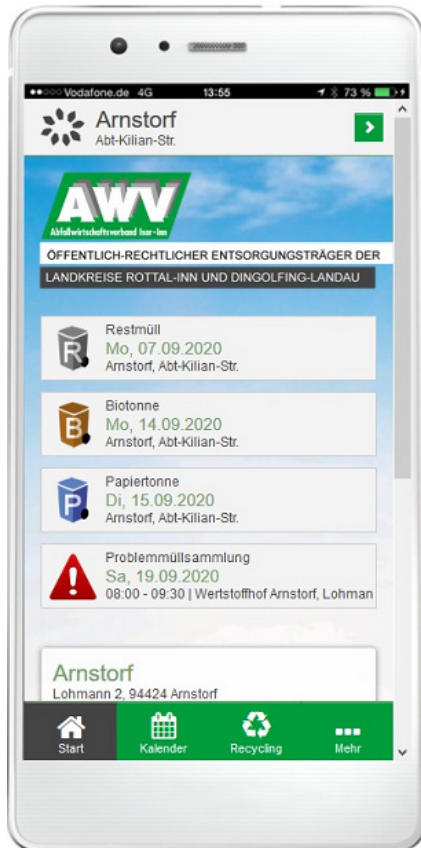 Vodafone.de 4G 13:55 73 %
Arnstorf
Abt-Kilian-Str.
AWV
Abfallwirtschaftsverband Isar-Inn
ÖFFENTLICH-RECHTLICHER ENTSORGUNGSTRÄGER DER
LANDKREISE ROTTAL-INN UND DINGOLFING-LANDAU
Restmüll
R
Mo, 07.09.2020
Arnstorf, Abt-Kilian-Str.
Biotonne
B
Mo, 14.09.2020
Arnstorf, Abt-Kilian-Str.
Papiertonne
P
Di, 15.09.2020
Arnstorf, Abt-Kilian-Str.
Problemmüllsammlung
Sa, 19.09.2020
08:00 - 09:30 | Wertstoffhof Arnstorf, Lohman
Arnstorf
Lohmann 2, 94424 Arnstorf
Start Kalender Recycling Mehr